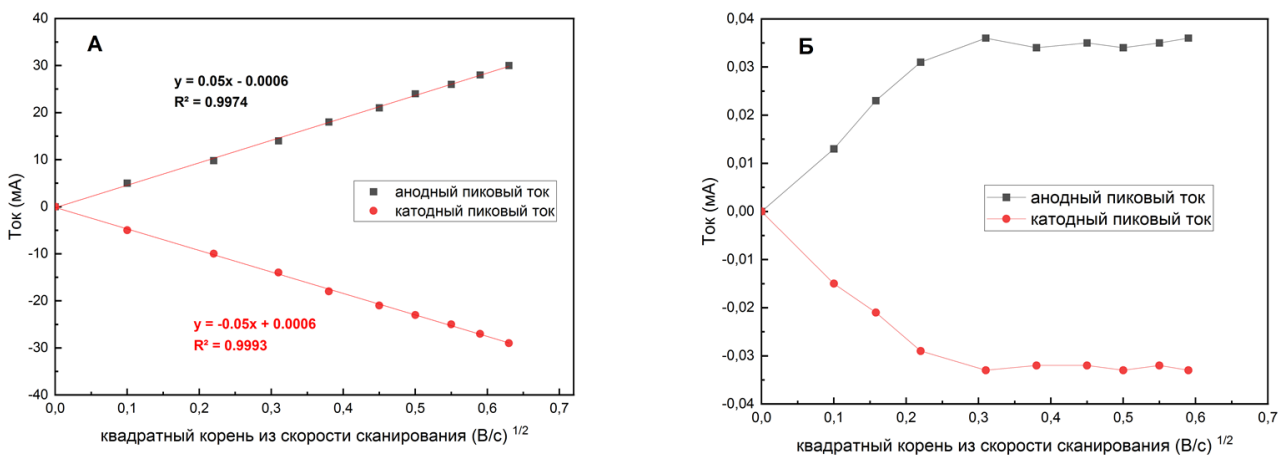 А
y = 0.05x - 0.0006
R² = 0.9974
анодный пиковый ток
катодный пиковый ток
y = -0.05x + 0.0006
R² = 0.9993
Ток (мА)
40
30
20
10
0
-10
-20
-30
-40
0,0 0,1 0,2 0,3 0,4 0,5 0,6 0,7
квадратный корень из скорости сканирования (В/с) 1/2
Б
анодный пиковый ток
катодный пиковый ток
Ток (мА)
0,04
0,03
0,02
0,01
0,00
-0,01
-0,02
-0,03
-0,04
0,0 0,1 0,2 0,3 0,4 0,5 0,6 0,7
квадратный корень из скорости сканирования (В/с) 1/2